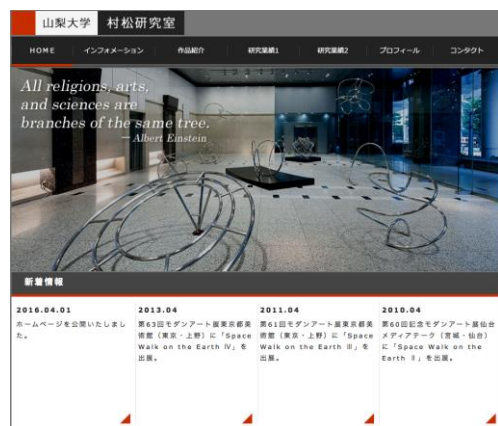 山梨大学 村松研究室
HOME インフォメーション 作品紹介 研究業績1 研究業績2 プロフィール コンタクト
All religions, arts,
and sciences are
branches of the same tree.
— Albert Einstein
新着情報
2016.04.01
ホームページを公開いたしまし
た。
2013.04
第63回モダンアート展東京都美
術館（東京・上野）に「Space
Walk on the Earth Ⅳ」を
出展。
2011.04
第61回モダンアート展東京都美
術館（東京・上野）に「Space
Walk on the Earth Ⅲ」を
出展。
2010.04
第60回記念モダンアート展仙台
メディアテーク（宮城・仙台）
に「Space Walk on the
Earth Ⅱ」を出展。